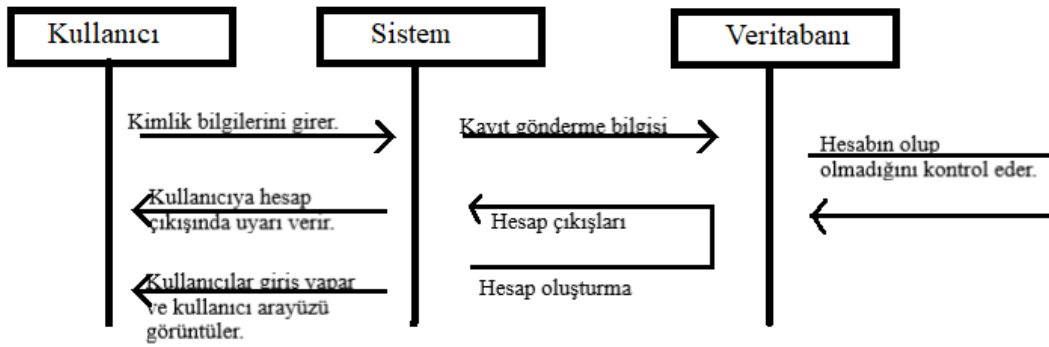 Kullanıcı
Sistem
Veritabanı
Kimlik bilgilerini girer.
Kayıt gönderme bilgisi
Hesabın olup
olmadığını kontrol eder.
Kullanıcıya hesap
çıkışında uyarı verir.
Hesap çıkışları
Hesap oluşturma
Kullanıcılar giriş yapar
ve kullanıcı arayüzü
görüntüler.